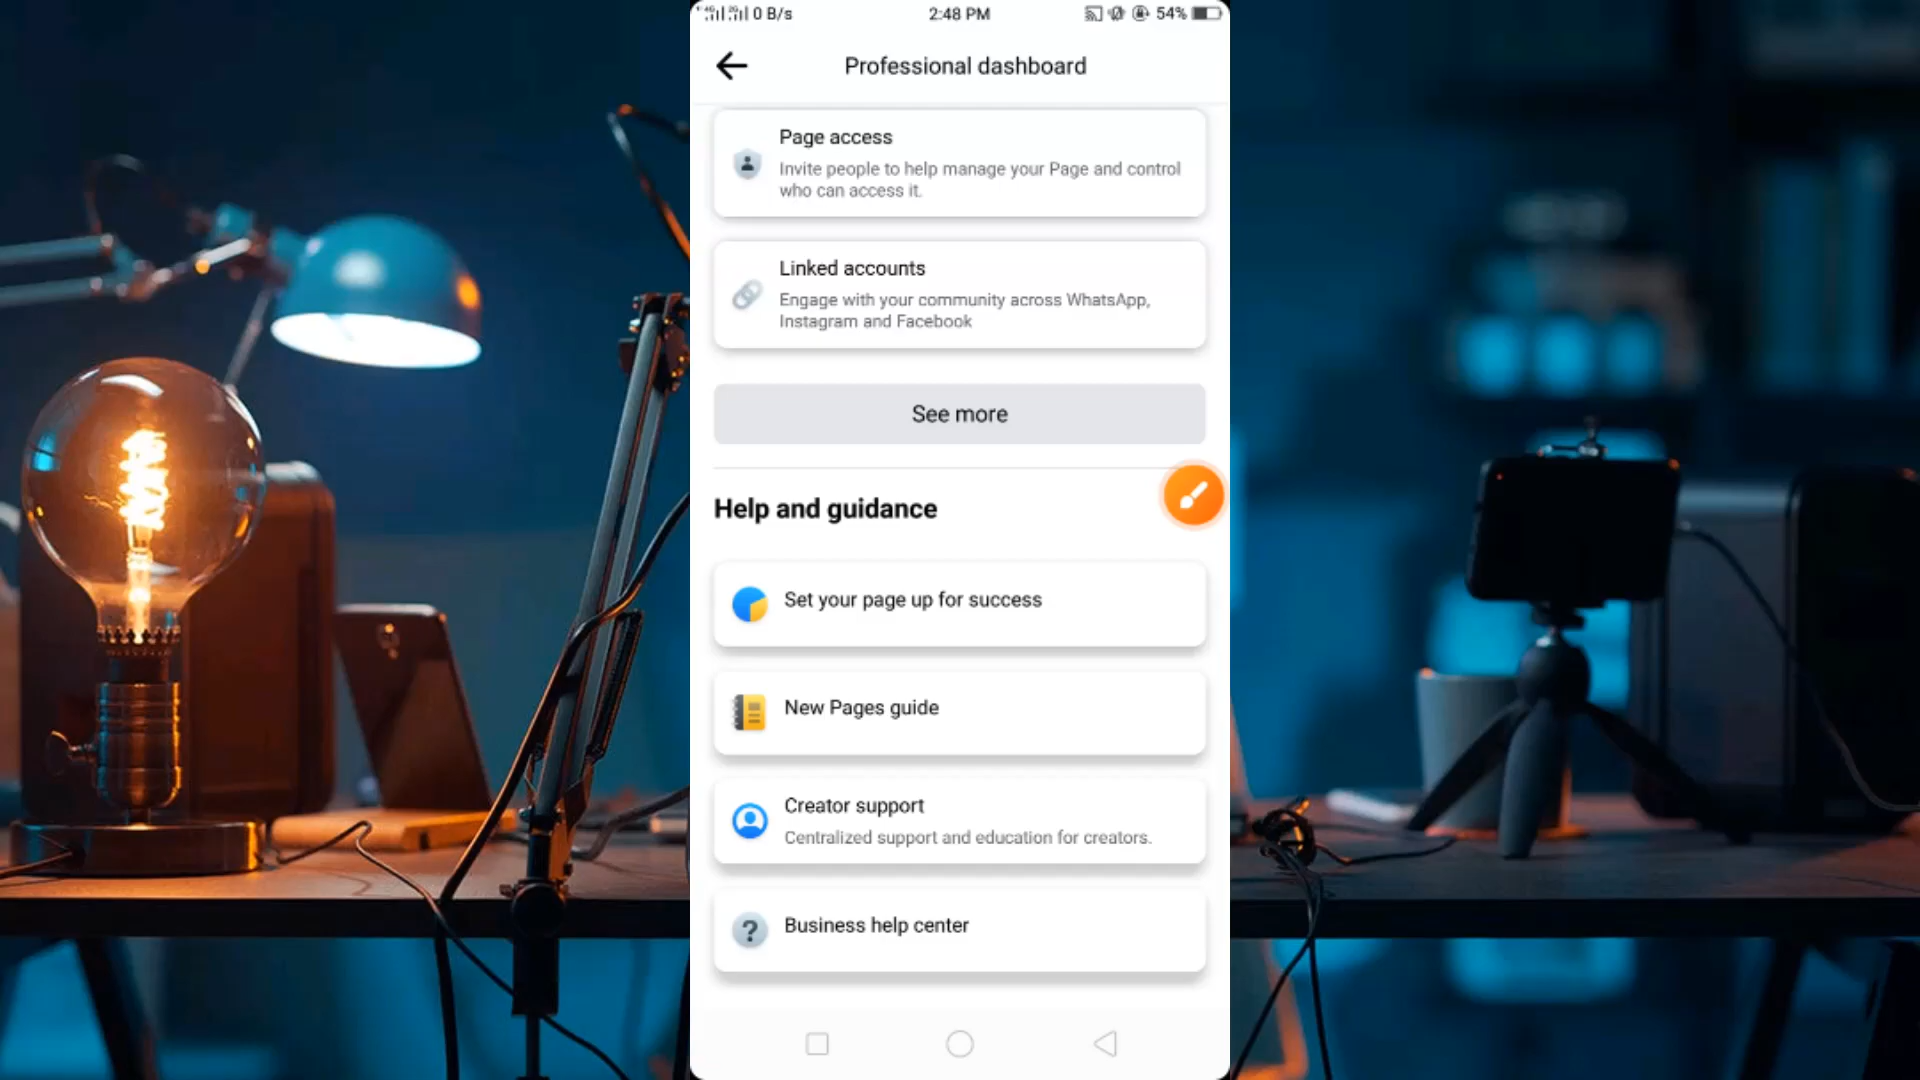 0 B/s 2:48 PM 54%
Professional dashboard
Page access
Invite people to help manage your Page and control
who can access it.
Linked accounts
Engage with your community across WhatsApp,
Instagram and Facebook
See more
Help and guidance
Set your page up for success
New Pages guide
Creator support
Centralized support and education for creators.
? Business help center